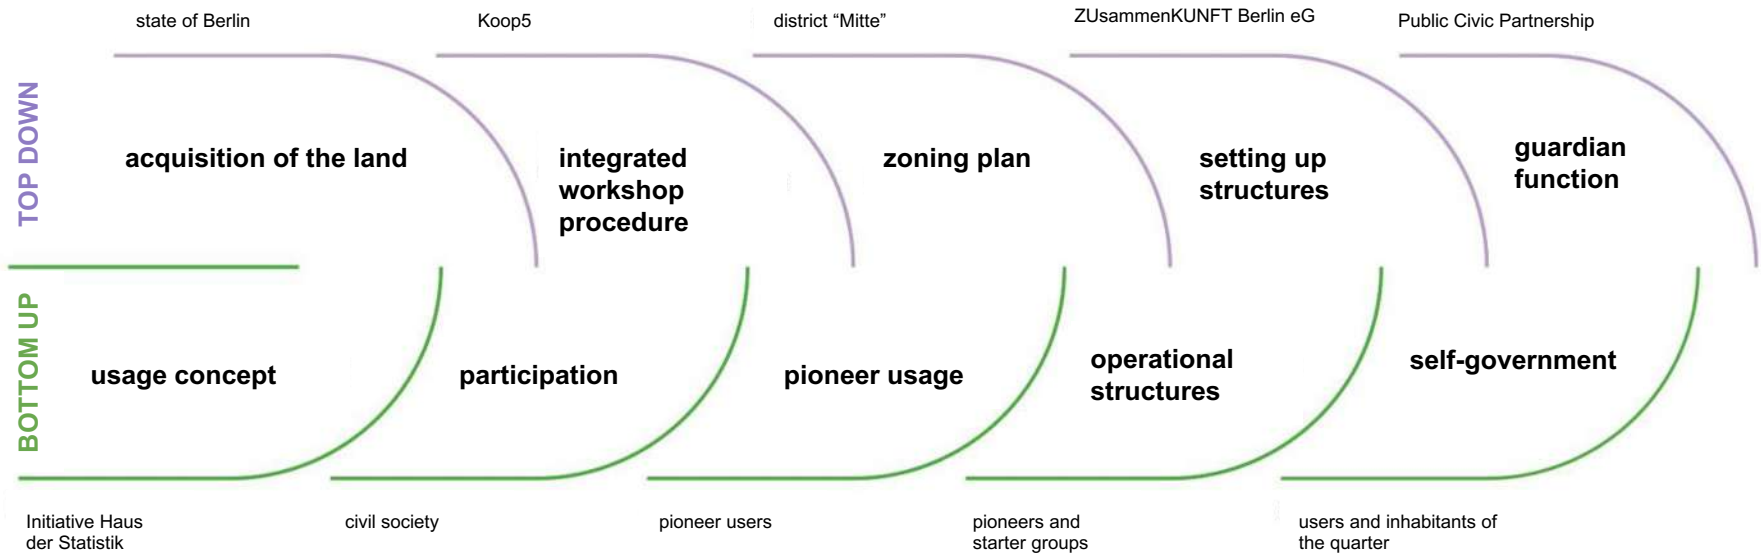 state of Berlin
Koop5
district “Mitte”
ZUsammenKUNFT Berlin eG
Public Civic Partnership
TOP DOWN
acquisition of the land
integrated
workshop
procedure
zoning plan
setting up
structures
guardian
function
BOTTOM UP
usage concept
participation
pioneer usage
operational
structures
self-government
Initiative Haus
der Statistik
civil society
pioneer users
pioneers and
starter groups
users and inhabitants of
the quarter